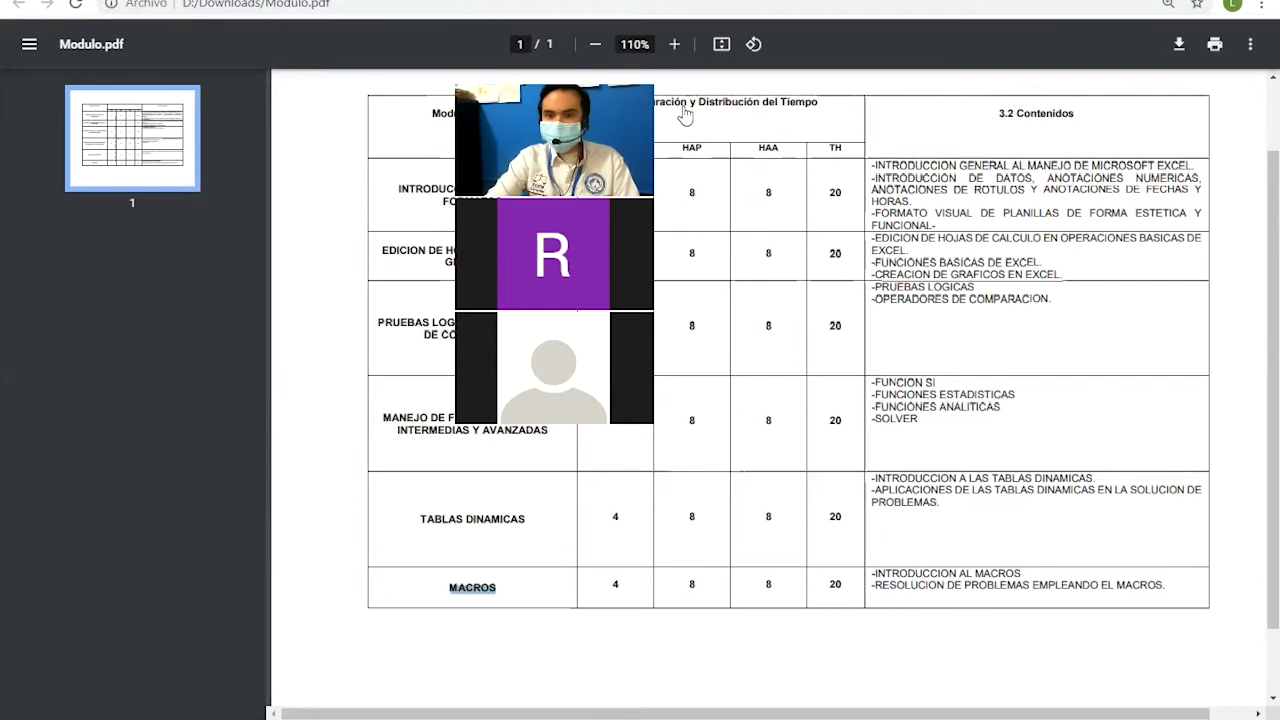 Archivo | D:/Downloads/Modulo.pdf
L
Modulo.pdf
1 / 1
110%
1
y Distribución del Tiempo
3.2 Contenidos
HAP HAA TH
8 8 20
-INTRODUCCION GENERAL AL MANEJO DE MICROSOFT EXCEL.
-INTRODUCCION DE DATOS, ANOTACIONES NUMERICAS,
ANOTACIONES DE ROTULOS Y ANOTACIONES DE FECHAS Y
HORAS.
-FORMATO VISUAL DE PLANILLAS DE FORMA ESTETICA Y
FUNCIONAL-
EDICION DE
8 8 20
-EDICION DE HOJAS DE CALCULO EN OPERACIONES BASICAS DE
EXCEL.
-FUNCIONES BASICAS DE EXCEL.
-CREACION DE GRAFICOS EN EXCEL.
R
PRUEBAS
DE
8 8 20
-PRUEBAS LOGICAS
-OPERADORES DE COMPARACION.
MANEJO DE
INTERMEDIAS Y AVANZADAS
8 8 20
-FUNCION SI
-FUNCIONES ESTADISTICAS
-FUNCIONES ANALITICAS
-SOLVER
TABLAS DINAMICAS
4 8 8 20
-INTRODUCCION A LAS TABLAS DINAMICAS.
-APLICACIONES DE LAS TABLAS DINAMICAS EN LA SOLUCION DE
PROBLEMAS.
MACROS
4 8 8 20
-INTRODUCCION AL MACROS
-RESOLUCION DE PROBLEMAS EMPLEANDO EL MACROS.